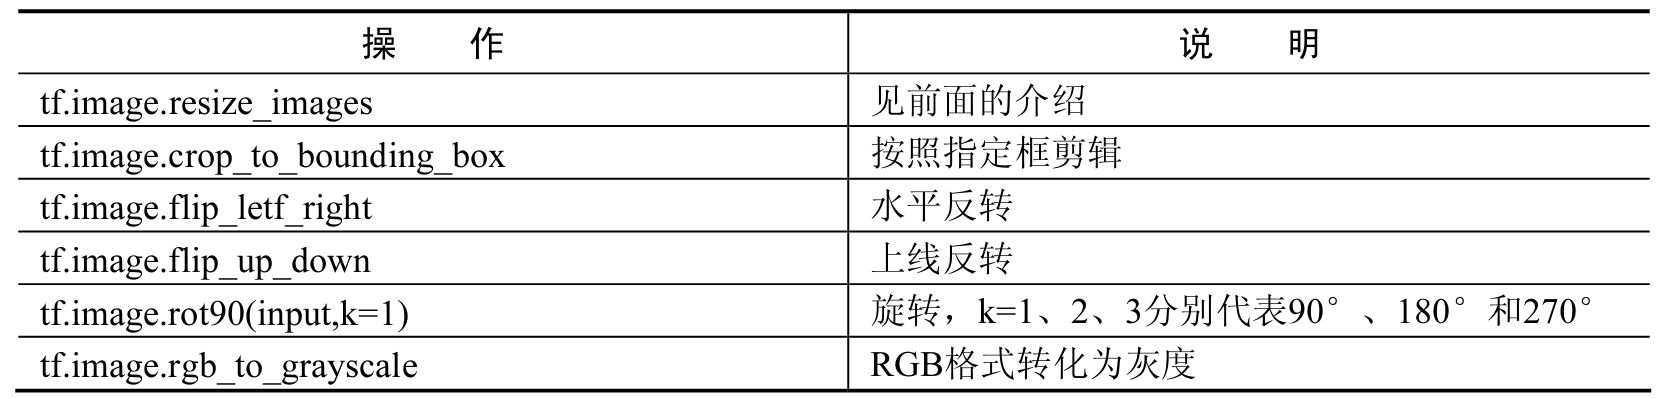 操 作 说 明
tf.image.resize_images 见前面的介绍
tf.image.crop_to_bounding_box 按照指定框剪辑
tf.image.flip_letf_right 水平反转
tf.image.flip_up_down 上线反转
tf.image.rot90(input,k=1) 旋转，k=1、2、3分别代表90°、180°和270°
tf.image.rgb_to_grayscale RGB格式转化为灰度